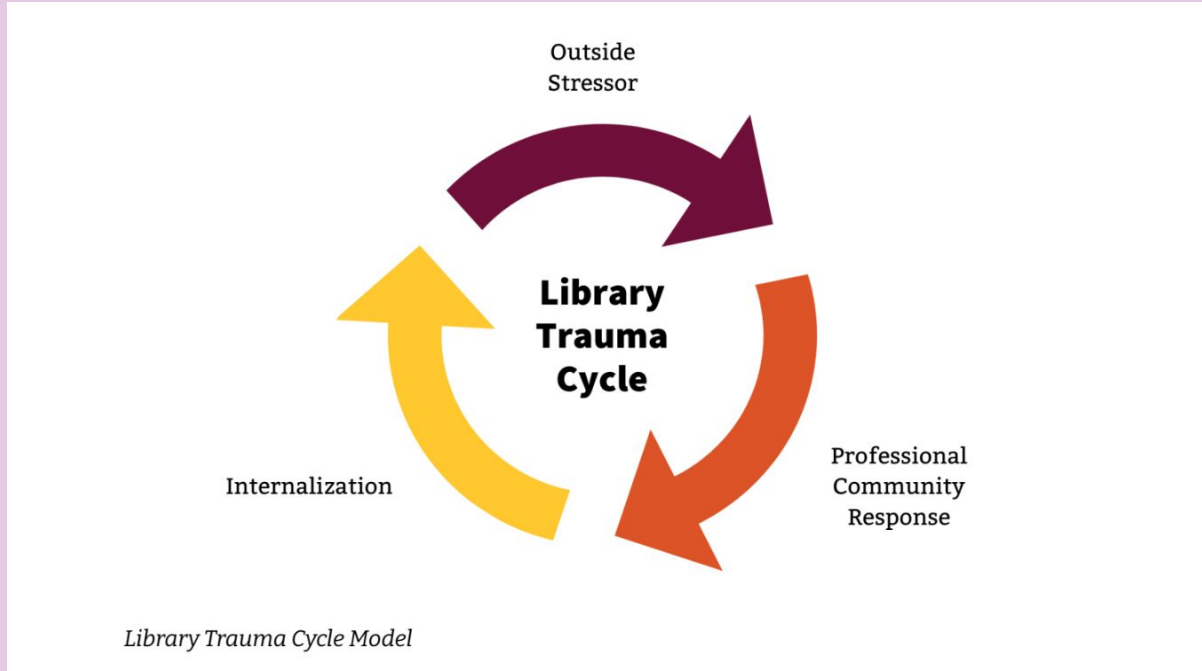 Outside
Stressor
Library
Trauma
Cycle
Professional
Community
Response
Internalization
Library Trauma Cycle Model